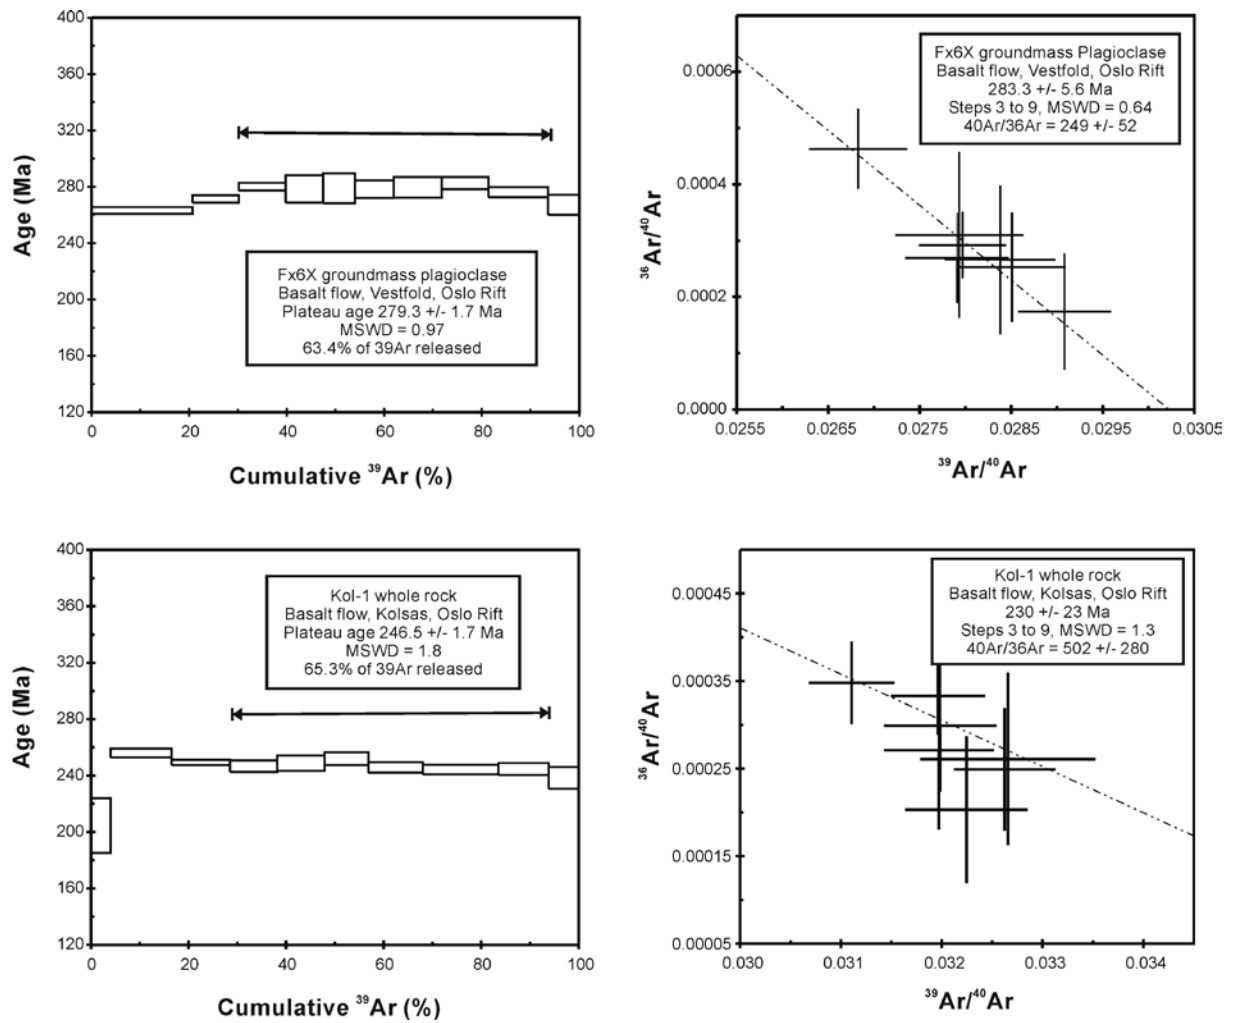 400
360
320
280
240
200
160
120
Age (Ma)
Fx6X groundmass plagioclase
Basalt flow, Vestfold, Oslo Rift
Plateau age 279.3 +/- 1.7 Ma
MSWD = 0.97
63.4% of 39Ar released
0 20 40 60 80 100
Cumulative ³⁹Ar (%)
0.0006
0.0004
0.0002
0.0000
³⁶Ar/⁴⁰Ar
Fx6X groundmass Plagioclase
Basalt flow, Vestfold, Oslo Rift
283.3 +/- 5.6 Ma
Steps 3 to 9, MSWD = 0.64
40Ar/36Ar = 249 +/- 52
0.0255 0.0265 0.0275 0.0285 0.0295 0.0305
³⁹Ar/⁴⁰Ar
400
360
320
280
240
200
160
120
Age (Ma)
Kol-1 whole rock
Basalt flow, Kolsas, Oslo Rift
Plateau age 246.5 +/- 1.7 Ma
MSWD = 1.8
65.3% of 39Ar released
0 20 40 60 80 100
Cumulative ³⁹Ar (%)
0.00045
0.00035
0.00025
0.00015
0.00005
³⁶Ar/⁴⁰Ar
Kol-1 whole rock
Basalt flow, Kolsas, Oslo Rift
230 +/- 23 Ma
Steps 3 to 9, MSWD = 1.3
40Ar/36Ar = 502 +/- 280
0.030 0.031 0.032 0.033 0.034
³⁹Ar/⁴⁰Ar